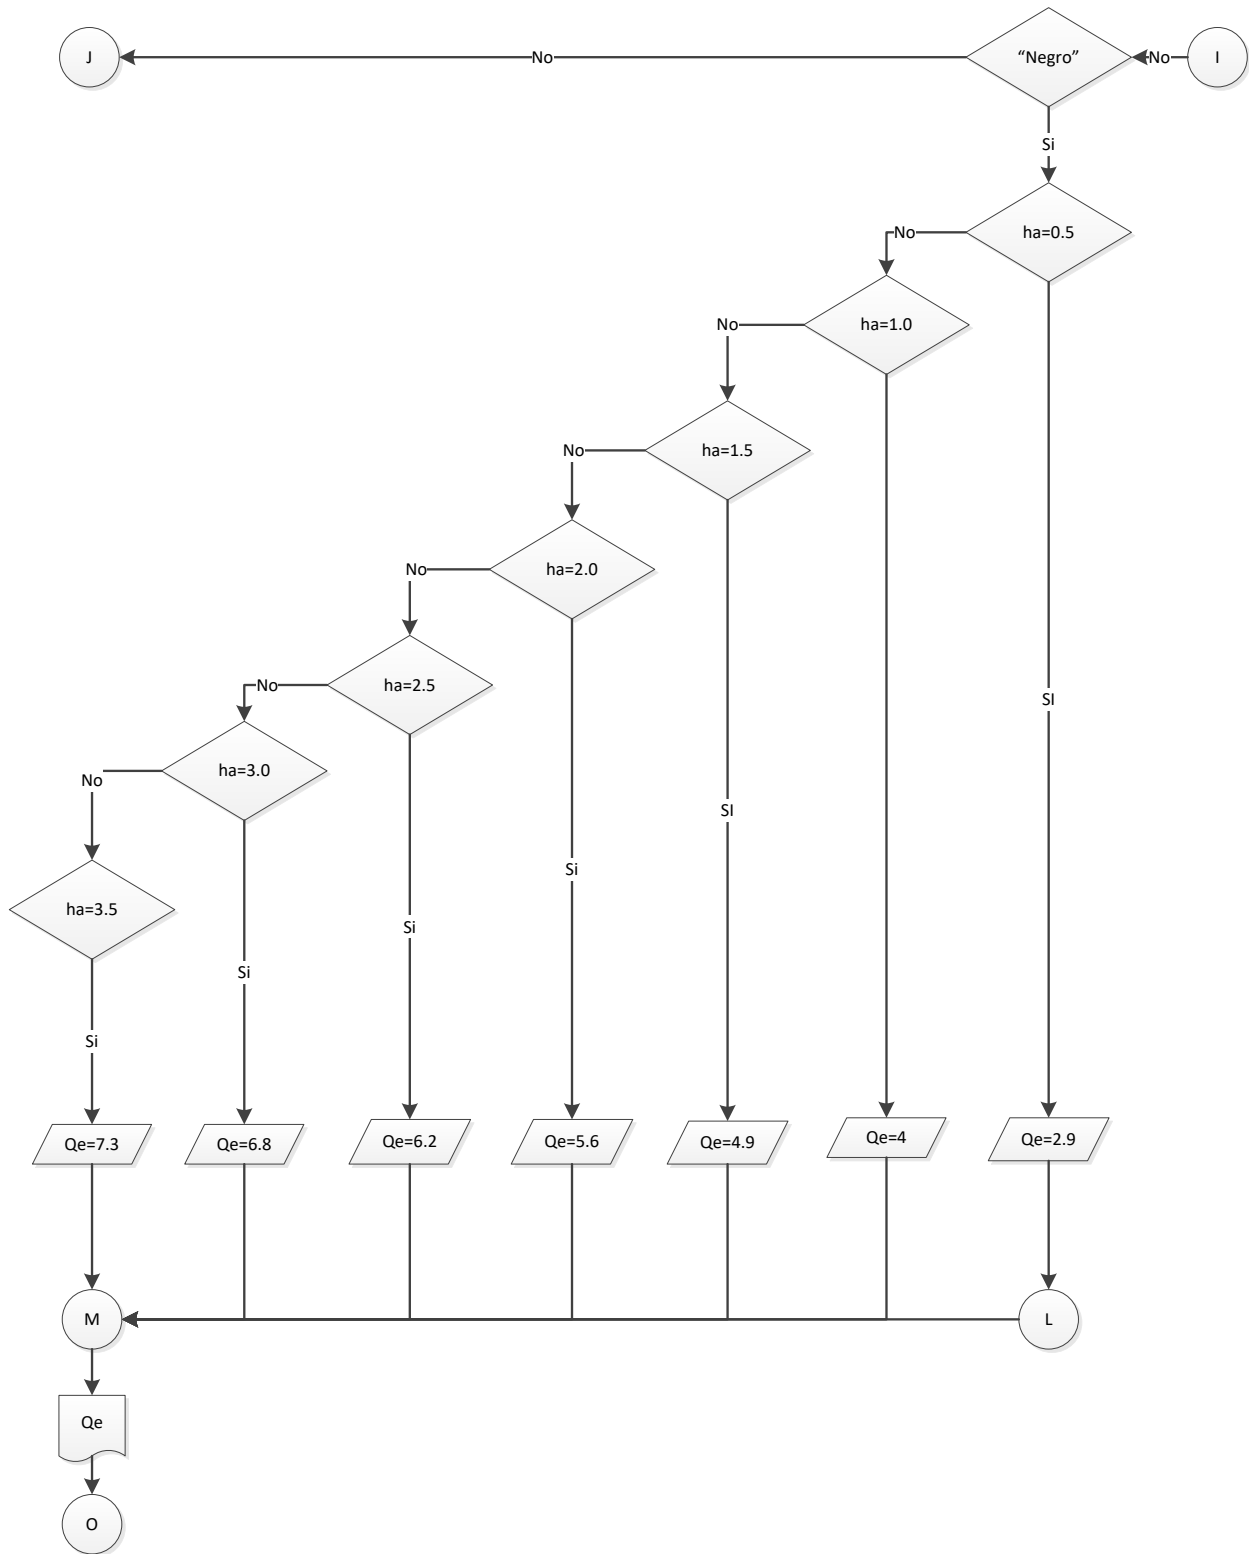 J
No
“Negro”
No
I
Si
ha=0.5
No
ha=1.0
No
ha=1.5
No
ha=2.0
No
ha=2.5
No
SI
ha=3.0
No
SI
Si
ha=3.5
Si
Si
Si
Qe=7.3
Qe=6.8
Qe=6.2
Qe=5.6
Qe=4.9
Qe=4
Qe=2.9
M
L
Qe
O